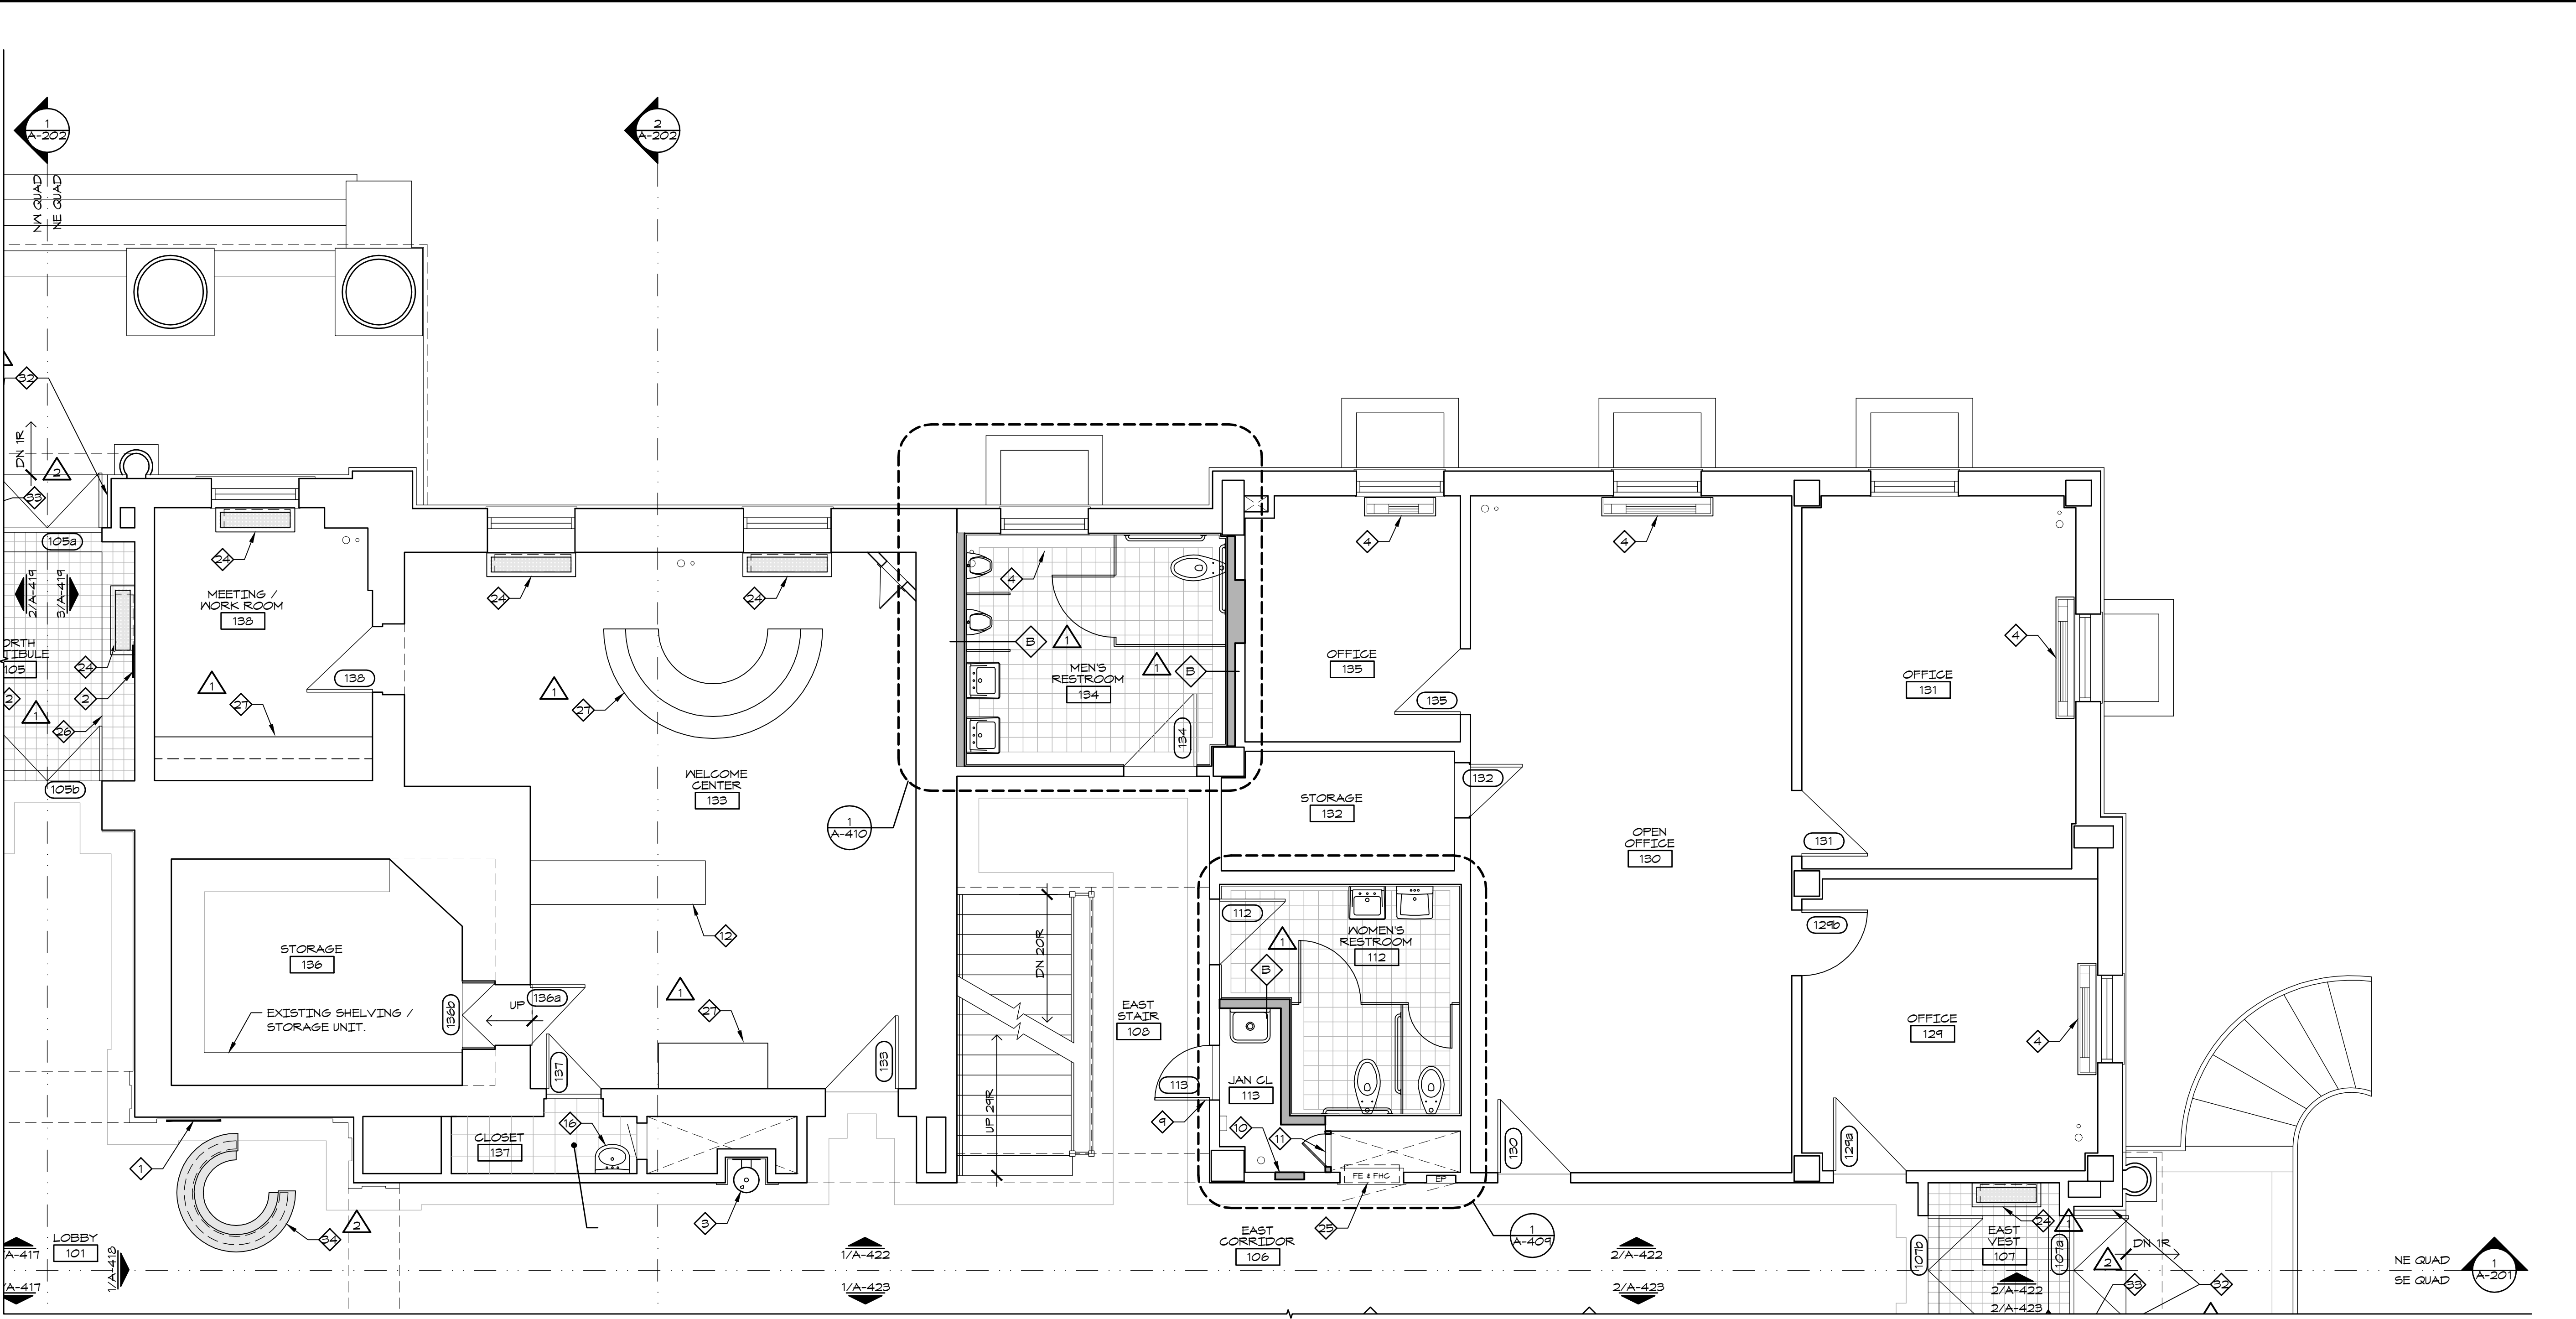 1
A-202
2
A-202
NW QUAD
NE QUAD
32
DN 1R
2
33
105a
24
4
4
4
2/A-419
3/A-419
MEETING /
WORK ROOM
138
24
24
4
B
1
MEN'S
RESTROOM
134
1
B
OFFICE
135
4
OFFICE
131
ORTH
TIBULE
105
24
2
2
1
26
138
1
27
1
27
134
135
105b
WELCOME
CENTER
133
1
A-410
STORAGE
132
132
OPEN
OFFICE
130
131
12
112
WOMEN'S
RESTROOM
112
1
B
129b
STORAGE
136
EXISTING SHELVING /
STORAGE UNIT.
136b
UP
136a
1
27
DN 20R
EAST
STAIR
108
OFFICE
129
4
137
133
UP 29R
113
9
JAN CL
113
10
11
CLOSET
137
16
3
1
34
2
FE & FHC
EP
25
1
A-409
130
129a
LOBBY
101
1/A-418
/A-417
/A-417
1/A-422
1/A-423
EAST
CORRIDOR
106
2/A-422
2/A-423
107b
EAST
VEST
107
24
1
107a
2
DN 1R
33
32
2/A-422
2/A-423
NE QUAD
SE QUAD
1
A-201